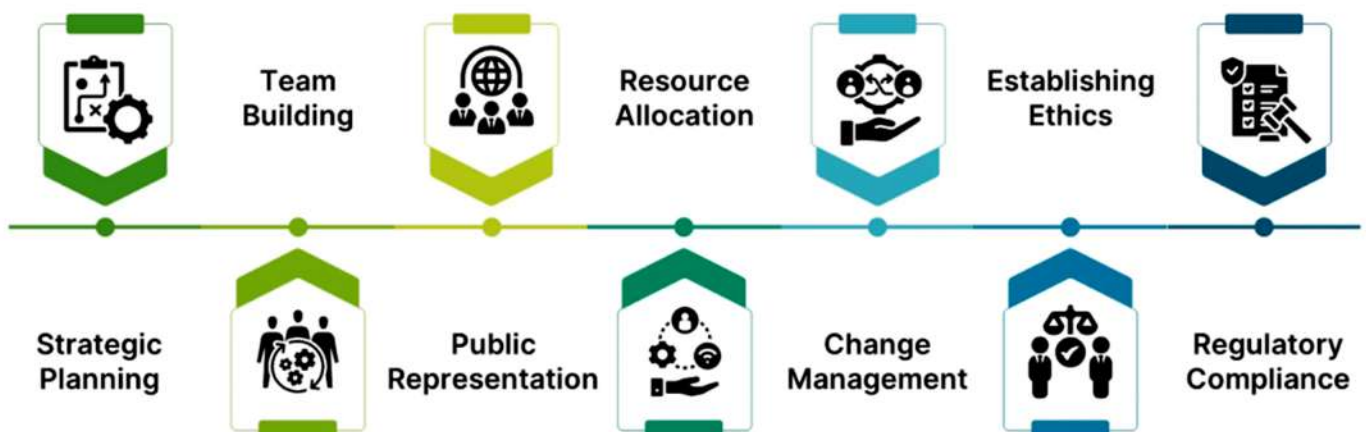 Team
Building
Resource
Allocation
Establishing
Ethics
Strategic
Planning
Public
Representation
Change
Management
Regulatory
Compliance